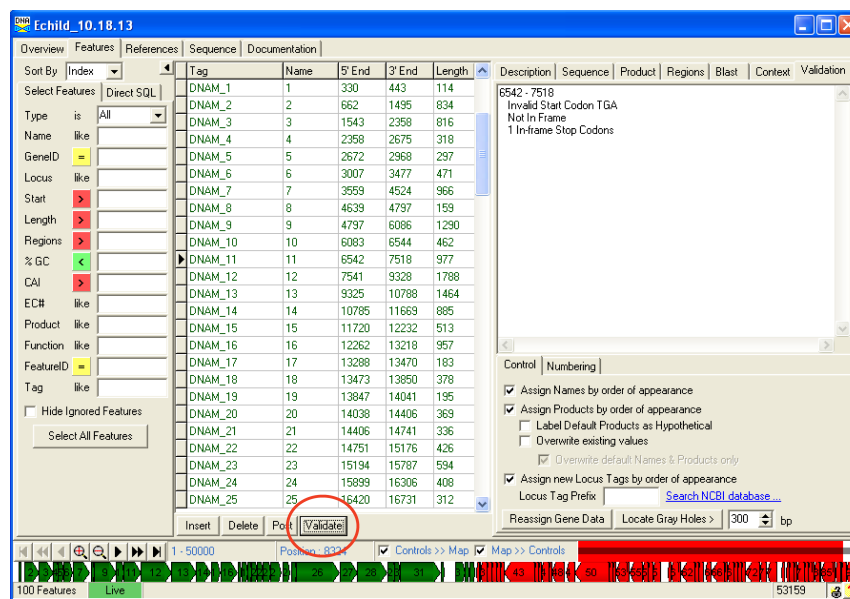 Echild_10.18.13
Overview Features References Sequence Documentation
Sort By Index
Select Features Direct SQL
Type is All
Name like
GeneID =
Locus like
Start >
Length >
Regions >
% GC <
CAI >
EC# like
Product like
Function like
FeatureID =
Tag like
Hide Ignored Features
Select All Features
Tag Name 5' End 3' End Length
DNAM_1 1 330 443 114
DNAM_2 2 662 1495 834
DNAM_3 3 1543 2358 816
DNAM_4 4 2358 2675 318
DNAM_5 5 2672 2968 297
DNAM_6 6 3007 3477 471
DNAM_7 7 3559 4524 966
DNAM_8 8 4639 4797 159
DNAM_9 9 4797 6086 1290
DNAM_10 10 6083 6544 462
DNAM_11 11 6542 7518 977
DNAM_12 12 7541 9328 1788
DNAM_13 13 9325 10788 1464
DNAM_14 14 10785 11669 885
DNAM_15 15 11720 12232 513
DNAM_16 16 12262 13218 957
DNAM_17 17 13288 13470 183
DNAM_18 18 13473 13850 378
DNAM_19 19 13847 14041 195
DNAM_20 20 14038 14406 369
DNAM_21 21 14406 14741 336
DNAM_22 22 14751 15176 426
DNAM_23 23 15194 15787 594
DNAM_24 24 15899 16306 408
DNAM_25 25 16420 16731 312
Insert Delete Post Validate
Description Sequence Product Regions Blast Context Validation
6542 - 7518
Invalid Start Codon TGA
Not In Frame
1 In-frame Stop Codons
Control Numbering
Assign Names by order of appearance
Assign Products by order of appearance
Label Default Products as Hypothetical
Overwrite existing values
Overwrite default Names & Products only
Assign new Locus Tags by order of appearance
Locus Tag Prefix Search NCBI database ...
Reassign Gene Data Locate Gray Holes > 300 bp
1 - 50000 Position : 8324 Controls >> Map Map >> Controls
9 12 13 26 27 28 31 43 50
100 Features Live 53159